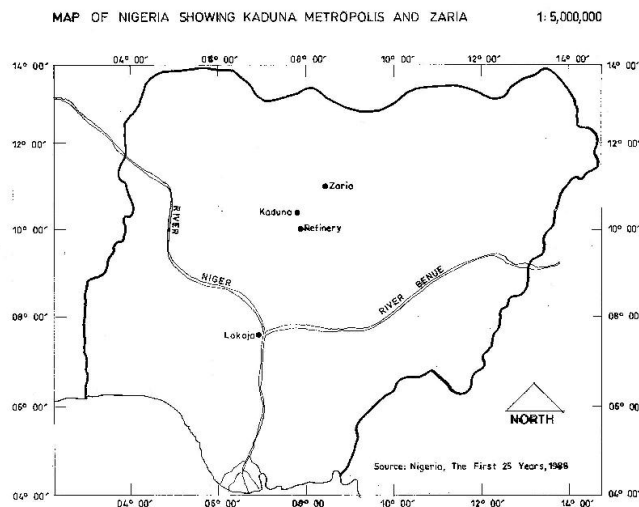 MAP OF NIGERIA SHOWING KADUNA METROPOLIS AND ZARIA 1: 5,000,000
04° 00' 06° 00' 08° 00' 10° 00' 12° 00' 14° 00'
14° 00' 14° 00'
12° 00' 12° 00'
Zaria
Kaduna
10° 00' Refinery 10° 00'
RIVER
NIGER
RIVER BENUE
08° 00' 08° 00'
Lokoja
06° 00' 06° 00'
NORTH
Source: Nigeria, The First 25 Years, 1986
04° 00' 04° 00'
04° 00' 06° 00' 08° 00' 10° 00' 12° 00' 14° 00'